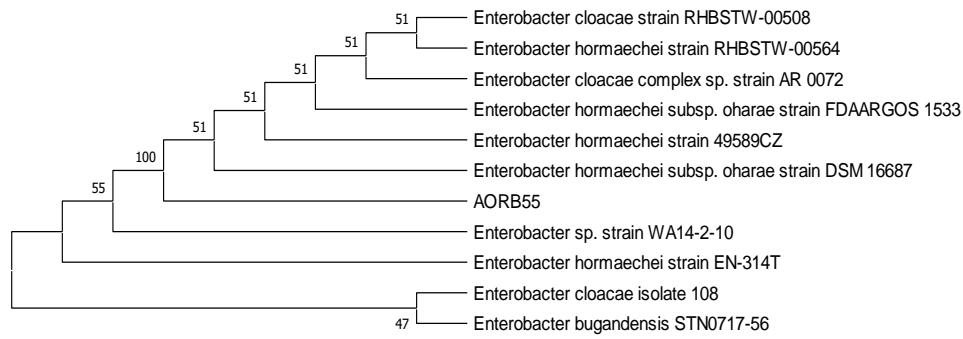 51
Enterobacter cloacae strain RHBSTW-00508
51
Enterobacter hormaechei strain RHBSTW-00564
51
Enterobacter cloacae complex sp. strain AR 0072
51
Enterobacter hormaechei subsp. oharae strain FDAARGOS 1533
51
Enterobacter hormaechei strain 49589CZ
100
Enterobacter hormaechei subsp. oharae strain DSM 16687
55
AORB55
Enterobacter sp. strain WA14-2-10
Enterobacter hormaechei strain EN-314T
Enterobacter cloacae isolate 108
47
Enterobacter bugandensis STN0717-56